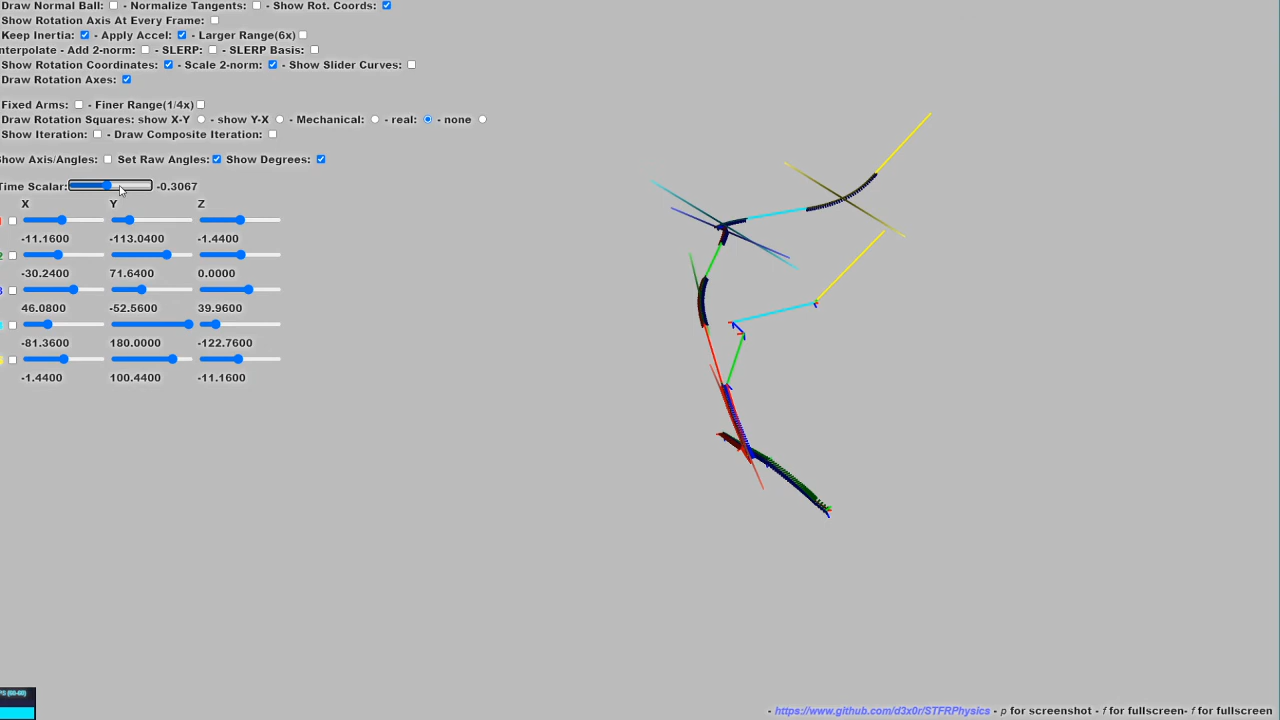 Draw Normal Ball: - Normalize Tangents: - Show Rot. Coords:
Show Rotation Axis At Every Frame:
Keep Inertia: - Apply Accel: - Larger Range(6x)
nterpolate - Add 2-norm: - SLERP: - SLERP Basis:
Show Rotation Coordinates: - Scale 2-norm: - Show Slider Curves:
Draw Rotation Axes:
Fixed Arms: - Finer Range(1/4x)
Draw Rotation Squares: show X-Y - show Y-X - Mechanical: - real: - none
Show Iteration: - Draw Composite Iteration:
Show Axis/Angles: Set Raw Angles: Show Degrees:
Time Scalar: -0.3067
X Y Z
-11.1600 -113.0400 -1.4400
2
-30.2400 71.6400 0.0000
3
46.0800 -52.5600 39.9600
-81.3600 180.0000 -122.7600
-1.4400 100.4400 -11.1600
- https://www.github.com/d3x0r/STFRPhysics - p for screenshot - f for fullscreen- f for fullscreen